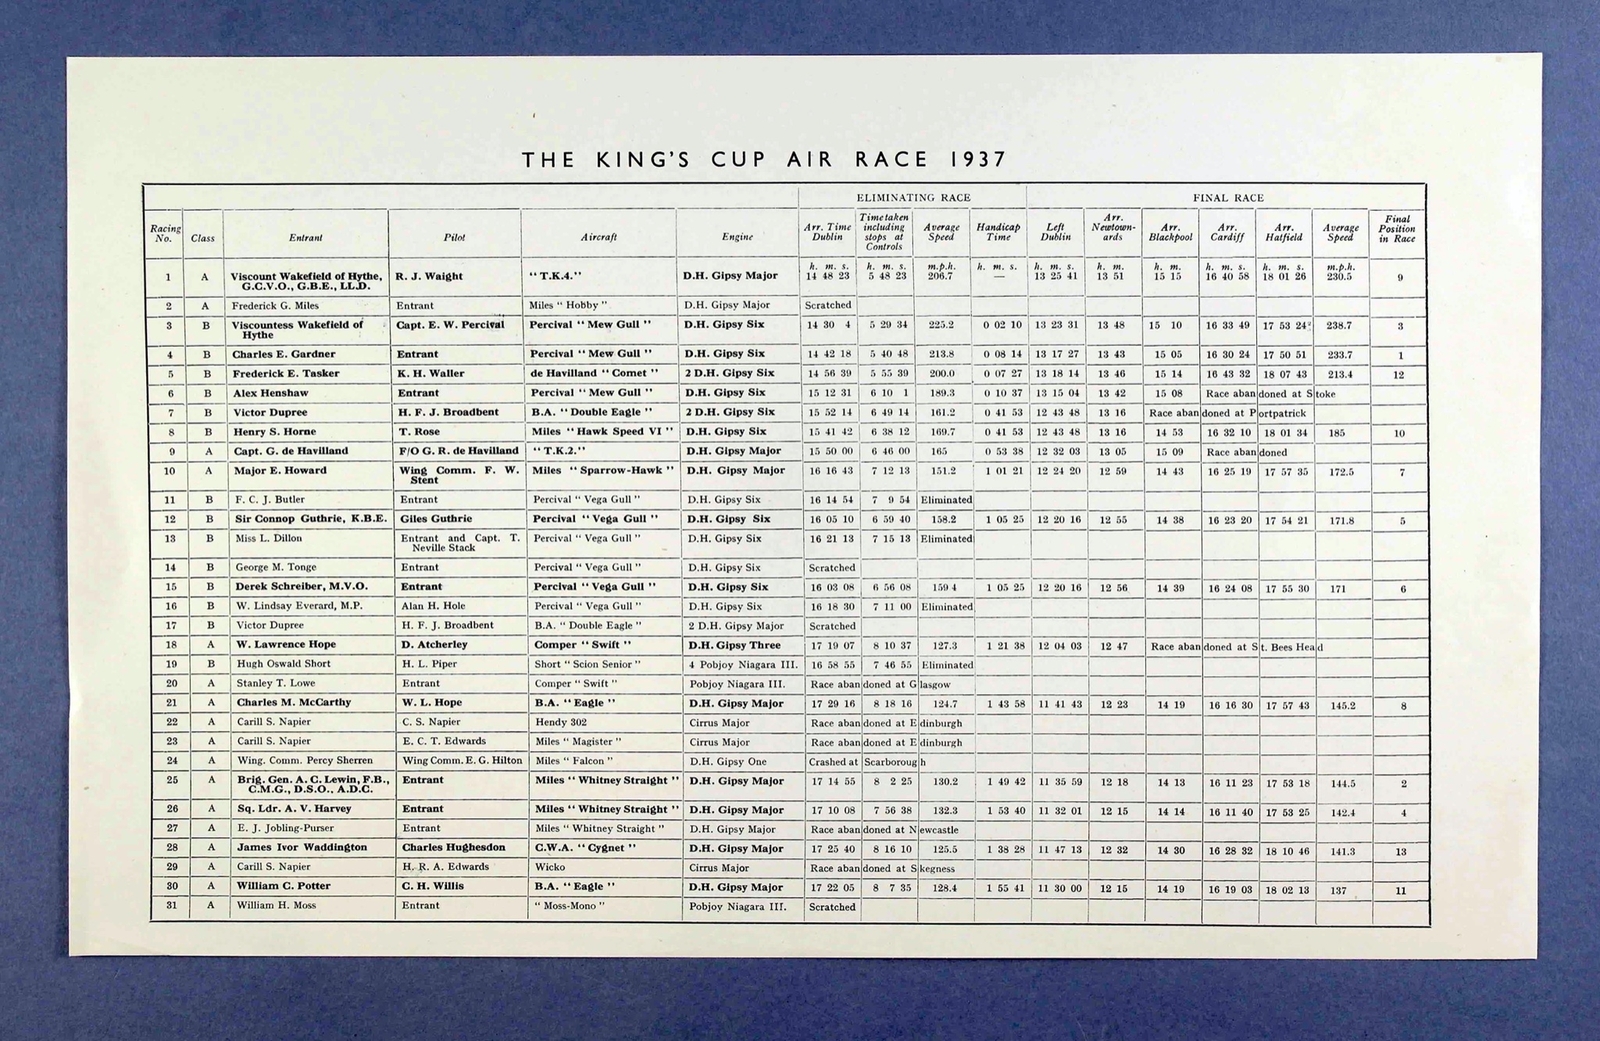 THE KING'S CUP AIR RACE 1937
ELIMINATING RACE FINAL RACE
Racing No. Class Entrant Pilot Aircraft Engine Arr. Time Dublin Time taken including stops at Controls Average Speed Handicap Time Left Dublin Arr. Newtown-ards Arr. Blackpool Arr. Cardiff Arr. Hatfield Average Speed Final Position in Race
h. m. s. h. m. s. m.p.h. h. m. s. h. m. s. h. m. h. m. h. m. s. h. m. s. m.p.h.
1 A Viscount Wakefield of Hythe, R. J. Waight "T.K.4." D.H. Gipsy Major 14 48 23 5 48 23 206.7 — 13 25 41 13 51 15 15 16 40 58 18 01 26 230.5 9
G.C.V.O., G.B.E., LL.D.
2 A Frederick G. Miles Entrant Miles "Hobby" D.H. Gipsy Major Scratched
3 B Viscountess Wakefield of Capt. E. W. Percival Percival "Mew Gull" D.H. Gipsy Six 14 30 4 5 29 34 225.2 0 02 10 13 23 31 13 48 15 10 16 33 49 17 53 24 238.7 3
Hythe
4 B Charles E. Gardner Entrant Percival "Mew Gull" D.H. Gipsy Six 14 42 18 5 40 48 213.8 0 08 14 13 17 27 13 43 15 05 16 30 24 17 50 51 233.7 1
5 B Frederick E. Tasker K. H. Waller de Havilland "Comet" 2 D.H. Gipsy Six 14 56 39 5 55 39 200.0 0 07 27 13 18 14 13 46 15 14 16 43 32 18 07 43 213.4 12
6 B Alex Henshaw Entrant Percival "Mew Gull" D.H. Gipsy Six 15 12 31 6 10 1 189.3 0 10 37 13 15 04 13 42 15 08 Race abandoned at Stoke
7 B Victor Dupree H. F. J. Broadbent B.A. "Double Eagle" 2 D.H. Gipsy Six 15 52 14 6 49 14 161.2 0 41 53 12 43 48 13 16 Race abandoned at Portpatrick
8 B Henry S. Horne T. Rose Miles "Hawk Speed VI" D.H. Gipsy Six 15 41 42 6 38 12 169.7 0 41 53 12 43 48 13 16 14 53 16 32 10 18 01 34 185 10
9 A Capt. G. de Havilland F/O G. R. de Havilland "T.K.2." D.H. Gipsy Major 15 50 00 6 46 00 165 0 53 38 12 32 03 13 05 15 09 Race abandoned
10 A Major E. Howard Wing Comm. F. W. Miles "Sparrow-Hawk" D.H. Gipsy Major 16 16 43 7 12 13 151.2 1 01 21 12 24 20 12 59 14 43 16 25 19 17 57 35 172.5 7
Stent
11 B F. C. J. Butler Entrant Percival "Vega Gull" D.H. Gipsy Six 16 14 54 7 9 54 Eliminated
12 B Sir Connop Guthrie, K.B.E. Giles Guthrie Percival "Vega Gull" D.H. Gipsy Six 16 05 10 6 59 40 158.2 1 05 25 12 20 16 12 55 14 38 16 23 20 17 54 21 171.8 5
13 B Miss L. Dillon Entrant and Capt. T. Percival "Vega Gull" D.H. Gipsy Six 16 21 13 7 15 13 Eliminated
Neville Stack
14 B George M. Tonge Entrant Percival "Vega Gull" D.H. Gipsy Six Scratched
15 B Derek Schreiber, M.V.O. Entrant Percival "Vega Gull" D.H. Gipsy Six 16 03 08 6 56 08 159 4 1 05 25 12 20 16 12 56 14 39 16 24 08 17 55 30 171 6
16 B W. Lindsay Everard, M.P. Alan H. Hole Percival "Vega Gull" D.H. Gipsy Six 16 18 30 7 11 00 Eliminated
17 B Victor Dupree H. F. J. Broadbent B.A. "Double Eagle" 2 D.H. Gipsy Major Scratched
18 A W. Lawrence Hope D. Atcherley Comper "Swift" D.H. Gipsy Three 17 19 07 8 10 37 127.3 1 21 38 12 04 03 12 47 Race abandoned at St. Bees Head
19 B Hugh Oswald Short H. L. Piper Short "Scion Senior" 4 Pobjoy Niagara III. 16 58 55 7 46 55 Eliminated
20 A Stanley T. Lowe Entrant Comper "Swift" Pobjoy Niagara III. Race abandoned at Glasgow
21 A Charles M. McCarthy W. L. Hope B.A. "Eagle" D.H. Gipsy Major 17 29 16 8 18 16 124.7 1 43 58 11 41 43 12 23 14 19 16 16 30 17 57 43 145.2 8
22 A Carill S. Napier C. S. Napier Hendy 302 Cirrus Major Race abandoned at Edinburgh
23 A Carill S. Napier E. C. T. Edwards Miles "Magister" Cirrus Major Race abandoned at Edinburgh
24 A Wing. Comm. Percy Sherren Wing Comm. E. G. Hilton Miles "Falcon" D.H. Gipsy One Crashed at Scarborough
25 A Brig. Gen. A. C. Lewin, F.B., Entrant Miles "Whitney Straight" D.H. Gipsy Major 17 14 55 8 2 25 130.2 1 49 42 11 35 59 12 18 14 13 16 11 23 17 53 18 144.5 2
C.M.G., D.S.O., A.D.C.
26 A Sq. Ldr. A. V. Harvey Entrant Miles "Whitney Straight" D.H. Gipsy Major 17 10 08 7 56 38 132.3 1 53 40 11 32 01 12 15 14 14 16 11 40 17 53 25 142.4 4
27 A E. J. Jobling-Purser Entrant Miles "Whitney Straight" D.H. Gipsy Major Race abandoned at Newcastle
28 A James Ivor Waddington Charles Hughesdon C.W.A. "Cygnet" D.H. Gipsy Major 17 25 40 8 16 10 125.5 1 38 28 11 47 13 12 32 14 30 16 28 32 18 10 46 141.3 13
29 A Carill S. Napier H. R. A. Edwards Wicko Cirrus Major Race abandoned at Skegness
30 A William C. Potter C. H. Willis B.A. "Eagle" D.H. Gipsy Major 17 22 05 8 7 35 128.4 1 55 41 11 30 00 12 15 14 19 16 19 03 18 02 13 137 11
31 A William H. Moss Entrant "Moss-Mono" Pobjoy Niagara III. Scratched